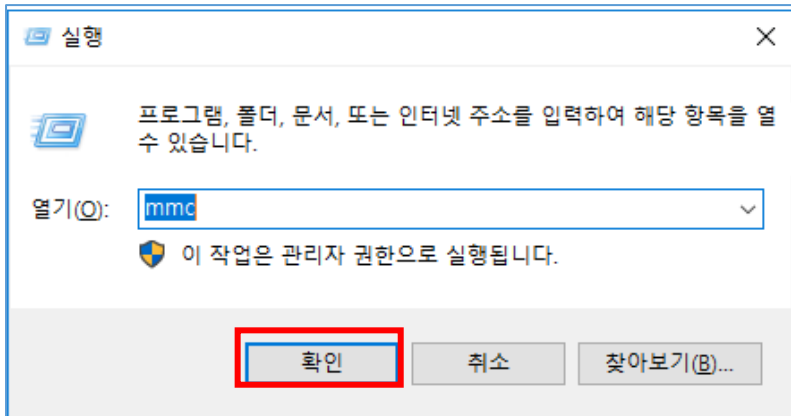 실행
프로그램, 폴더, 문서, 또는 인터넷 주소를 입력하여 해당 항목을 열
수 있습니다.
열기(O): mmc
이 작업은 관리자 권한으로 실행됩니다.
확인 취소 찾아보기(B)...